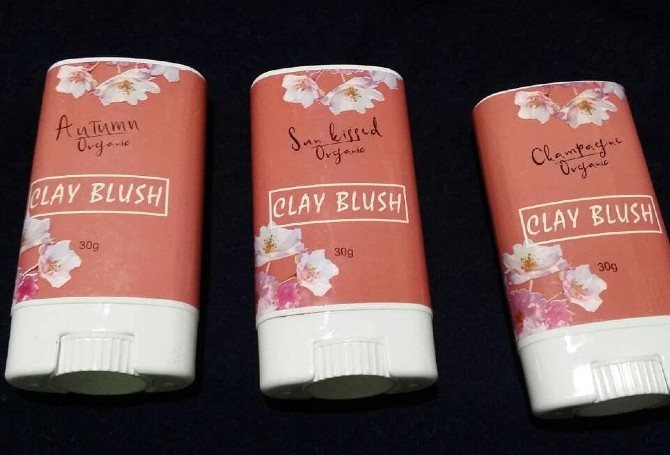 Autumn
Organic
CLAY BLUSH
30g
Sun kissed
Organic
CLAY BLUSH
30g
Champagne
Organic
CLAY BLUSH
30g